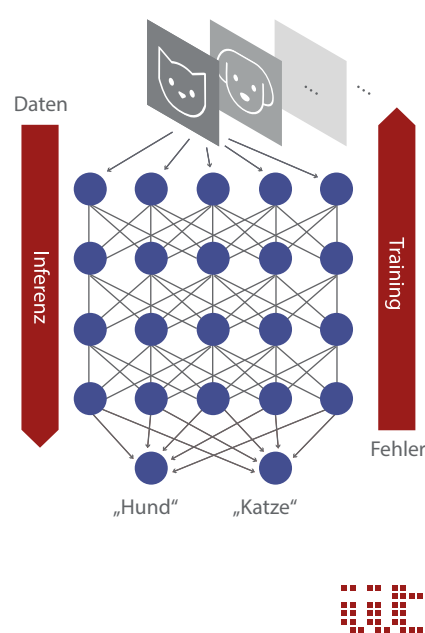 ... ...
Daten
Inferenz
Training
Fehler
„Hund“ „Katze“